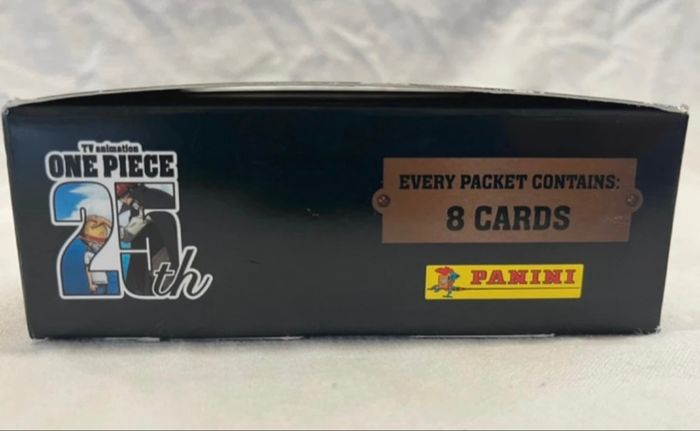 TV animation
ONE PIECE
25th
EVERY PACKET CONTAINS:
8 CARDS
PANINI